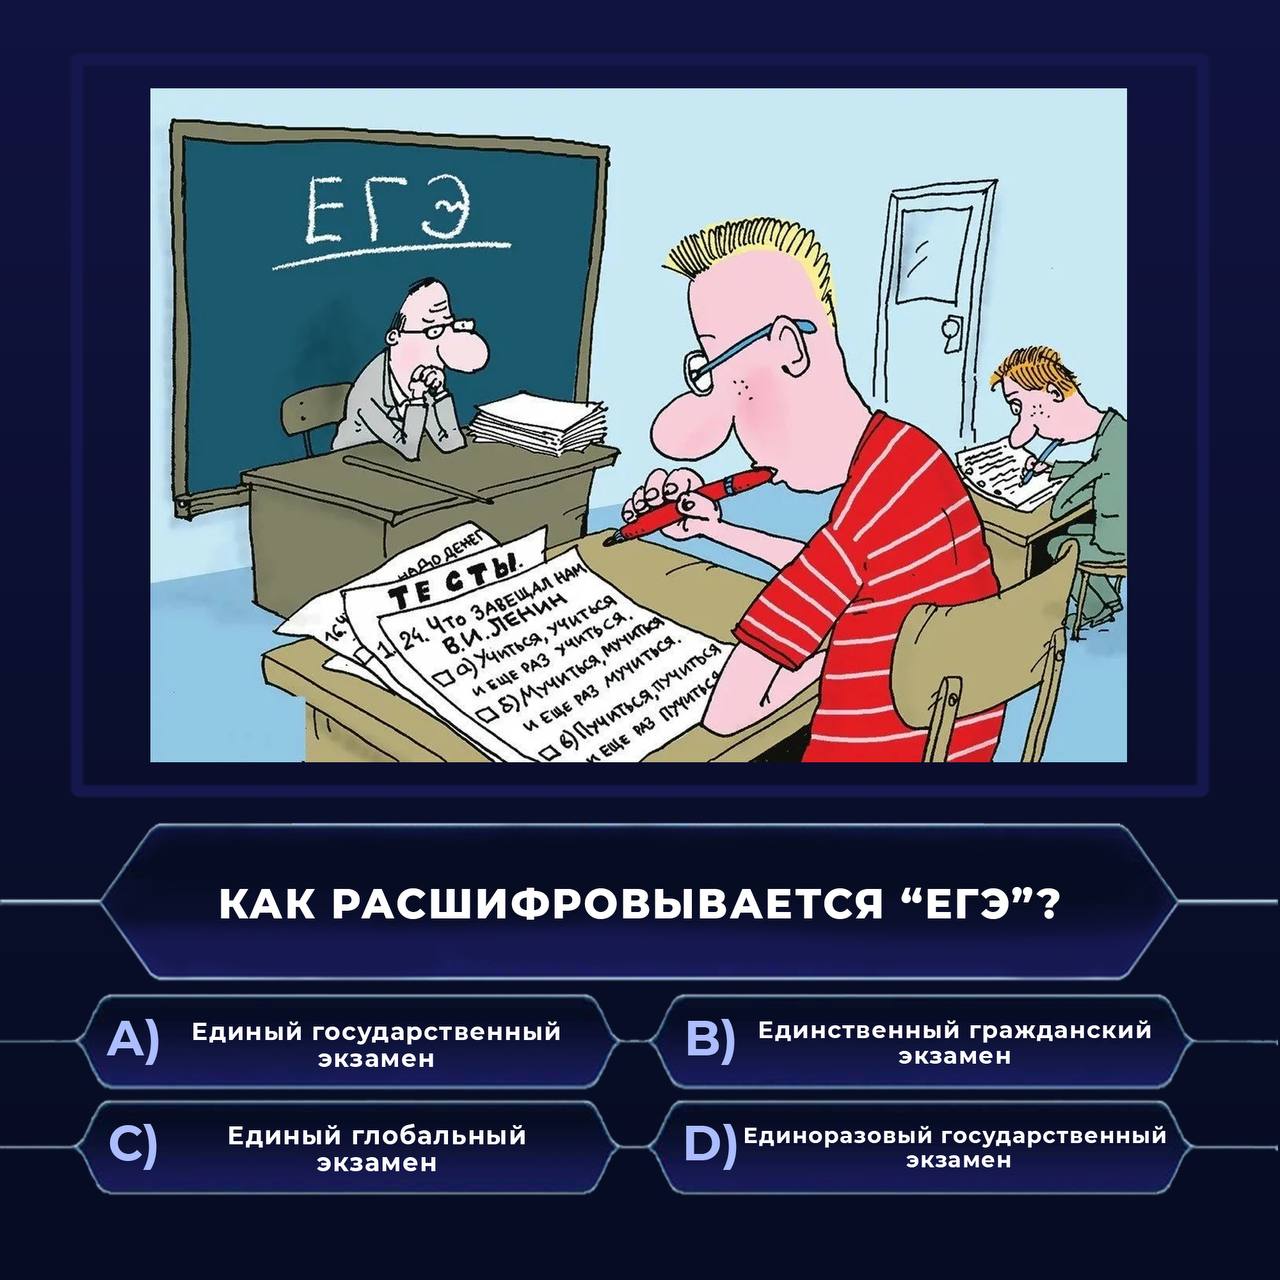 ЕГЭ
НАДО ДЕНЕГ
ТЕСТЫ.
16.
1.
24. Что ЗАВЕЩАЛ НАМ
В.И. ЛЕНИН
а) Учиться, учиться
и еще раз учиться.
б) Мучиться, мучиться
и еще раз мучиться.
в) Пучиться, пучиться
и еще раз пучиться
КАК РАСШИФРОВЫВАЕТСЯ “ЕГЭ”?
A) Единый государственный
экзамен
B) Единственный гражданский
экзамен
C) Единый глобальный
экзамен
D) Единоразовый государственный
экзамен